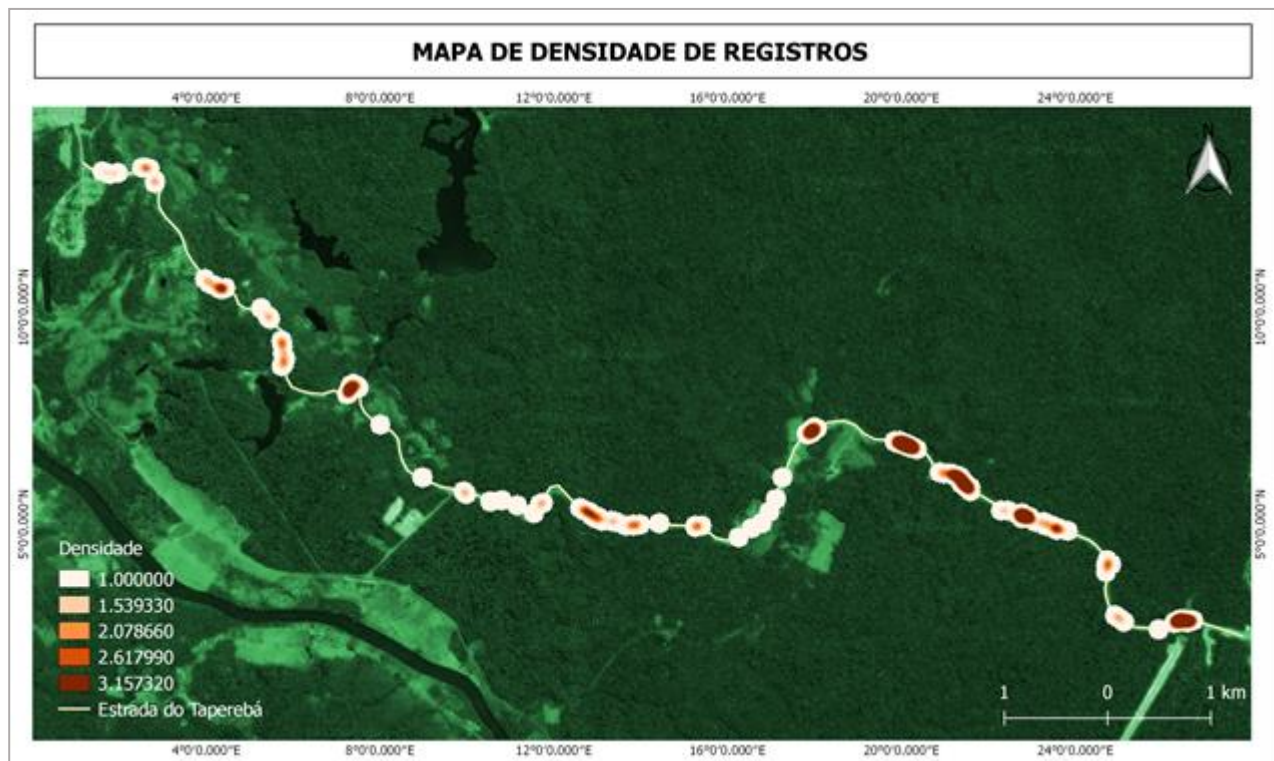 MAPA DE DENSIDADE DE REGISTROS
4°0'0.000"E 8°0'0.000"E 12°0'0.000"E 16°0'0.000"E 20°0'0.000"E 24°0'0.000"E
N
10°0'0.000"N 10°0'0.000"N
5°0'0.000"N 5°0'0.000"N
Densidade
1.000000
1.539330
2.078660
2.617990
3.157320
Estrada do Taperebá
1 0 1 km
4°0'0.000"E 8°0'0.000"E 12°0'0.000"E 16°0'0.000"E 20°0'0.000"E 24°0'0.000"E